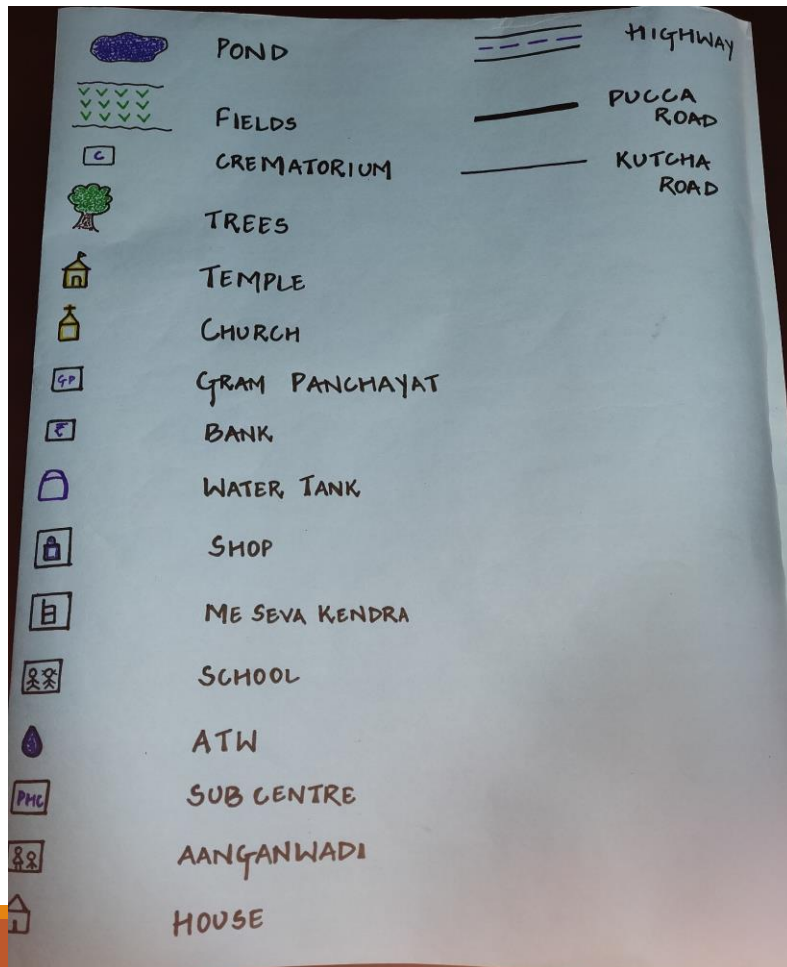 POND
HIGHWAY
FIELDS
PUCCA
ROAD
C
CREMATORIUM
KUTCHA
ROAD
TREES
TEMPLE
CHURCH
GP
GRAM PANCHAYAT
₹
BANK
WATER TANK
SHOP
ME SEVA KENDRA
SCHOOL
ATW
PHC
SUB CENTRE
AANGANWADI
HOUSE